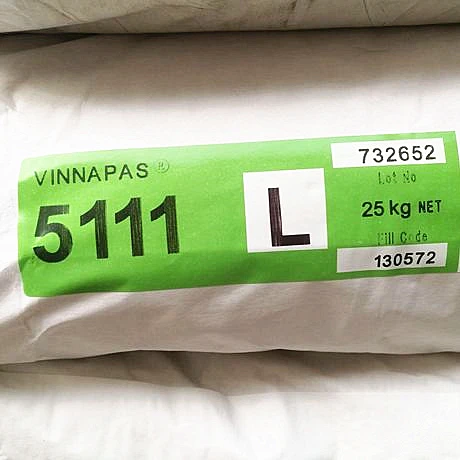 VINNAPAS®
5111
L
732652
Lot No
25 kg NET
Fill Code
130572